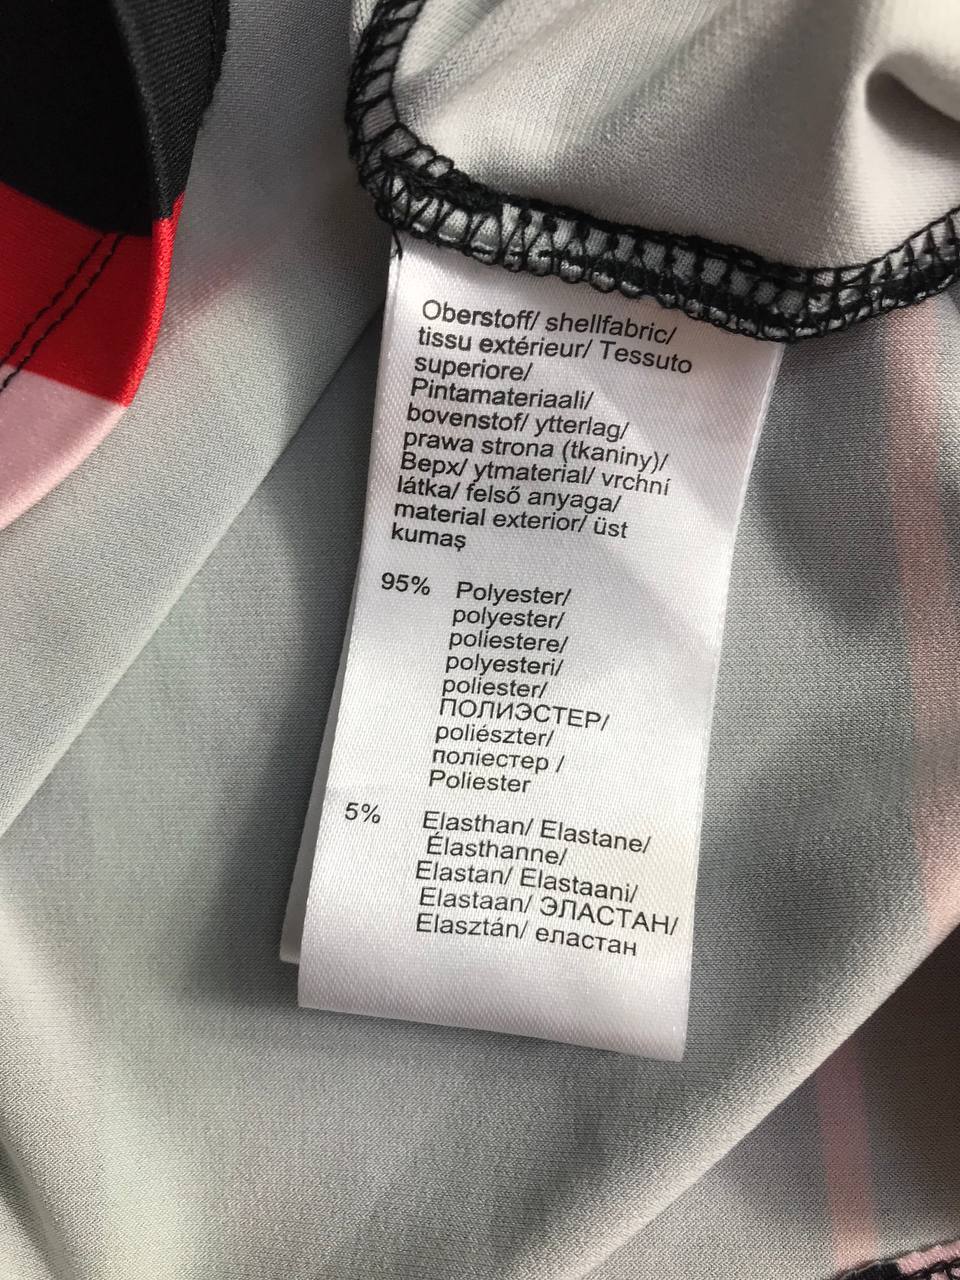 Oberstoff/ shellfabric/
tissu extérieur/ Tessuto
superiore/
Pintamateriaali/
bovenstof/ ytterlag/
prawa strona (tkaniny)/
Верх/ ytmaterial/ vrchní
látka/ felső anyaga/
material exterior/ üst
kumaş
95% Polyester/
polyester/
poliestere/
polyesteri/
poliester/
ПОЛИЭСТЕР/
poliészter/
поліестер /
Poliester
5% Elasthan/ Elastane/
Élasthanne/
Elastan/ Elastaani/
Elastaan/ ЭЛАСТАН/
Elasztán/ еластан